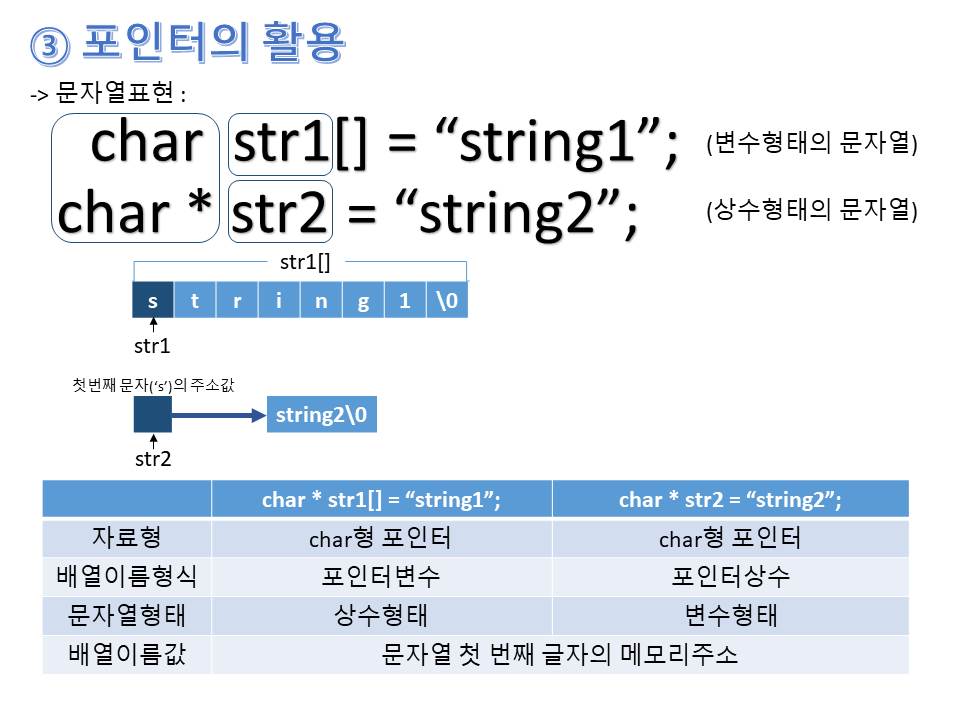 ③ 포인터의 활용
-> 문자열표현 :
char str1[] = “string1”; (변수형태의 문자열)
char * str2 = “string2”; (상수형태의 문자열)
str1[]
s t r i n g 1 \0
str1
첫번째 문자(‘s’)의 주소값
string2\0
str2
char * str1[] = “string1”; char * str2 = “string2”;
자료형 char형 포인터 char형 포인터
배열이름형식 포인터변수 포인터상수
문자열형태 상수형태 변수형태
배열이름값 문자열 첫 번째 글자의 메모리주소